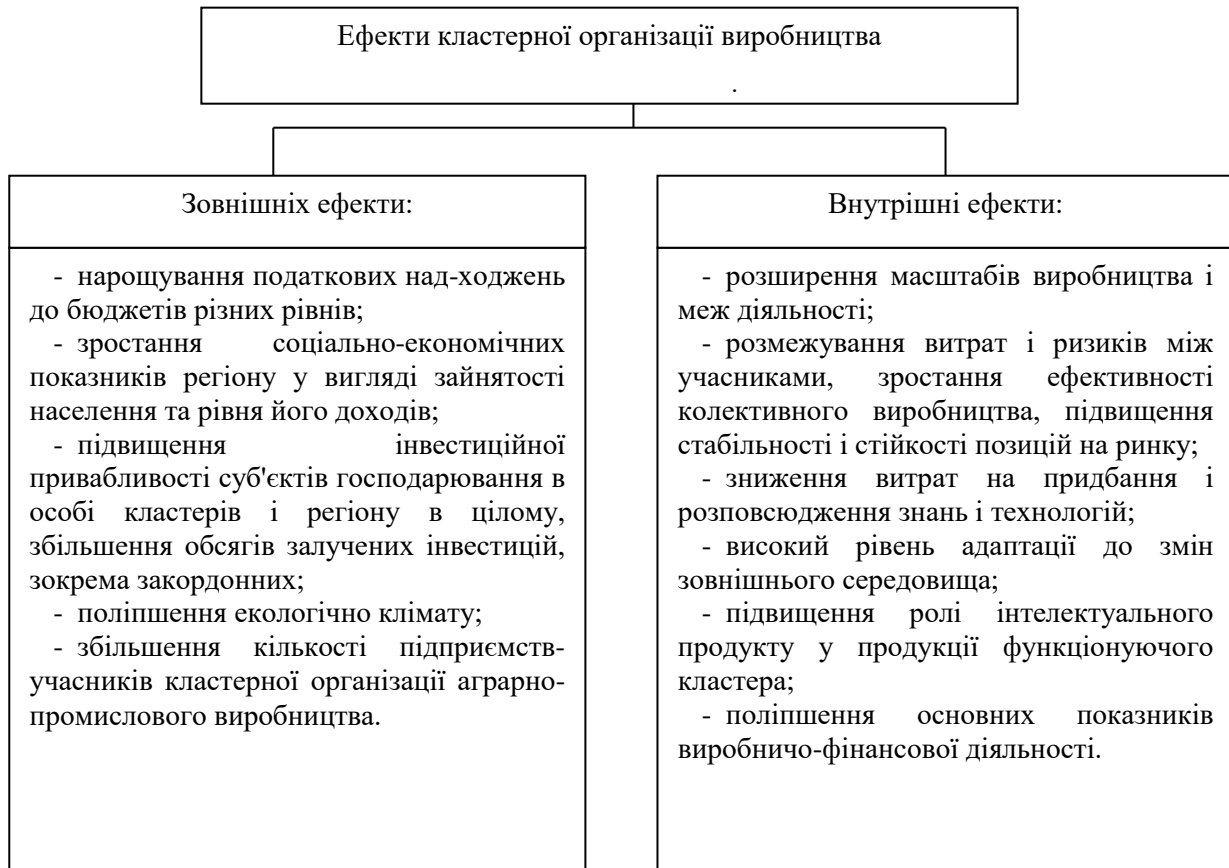 Ефекти кластерної організації виробництва
.
Зовнішніх ефекти:
- нарощування податкових над-ходжень
до бюджетів різних рівнів;
- зростання соціально-економічних
показників регіону у вигляді зайнятості
населення та рівня його доходів;
- підвищення інвестиційної
привабливості суб'єктів господарювання в
особі кластерів і регіону в цілому,
збільшення обсягів залучених інвестицій,
зокрема закордонних;
- поліпшення екологічно клімату;
- збільшення кількості підприємств-
учасників кластерної організації аграрно-
промислового виробництва.
Внутрішні ефекти:
- розширення масштабів виробництва і
меж діяльності;
- розмежування витрат і ризиків між
учасниками, зростання ефективності
колективного виробництва, підвищення
стабільності і стійкості позицій на ринку;
- зниження витрат на придбання і
розповсюдження знань і технологій;
- високий рівень адаптації до змін
зовнішнього середовища;
- підвищення ролі інтелектуального
продукту у продукції функціонуючого
кластера;
- поліпшення основних показників
виробничо-фінансової діяльності.